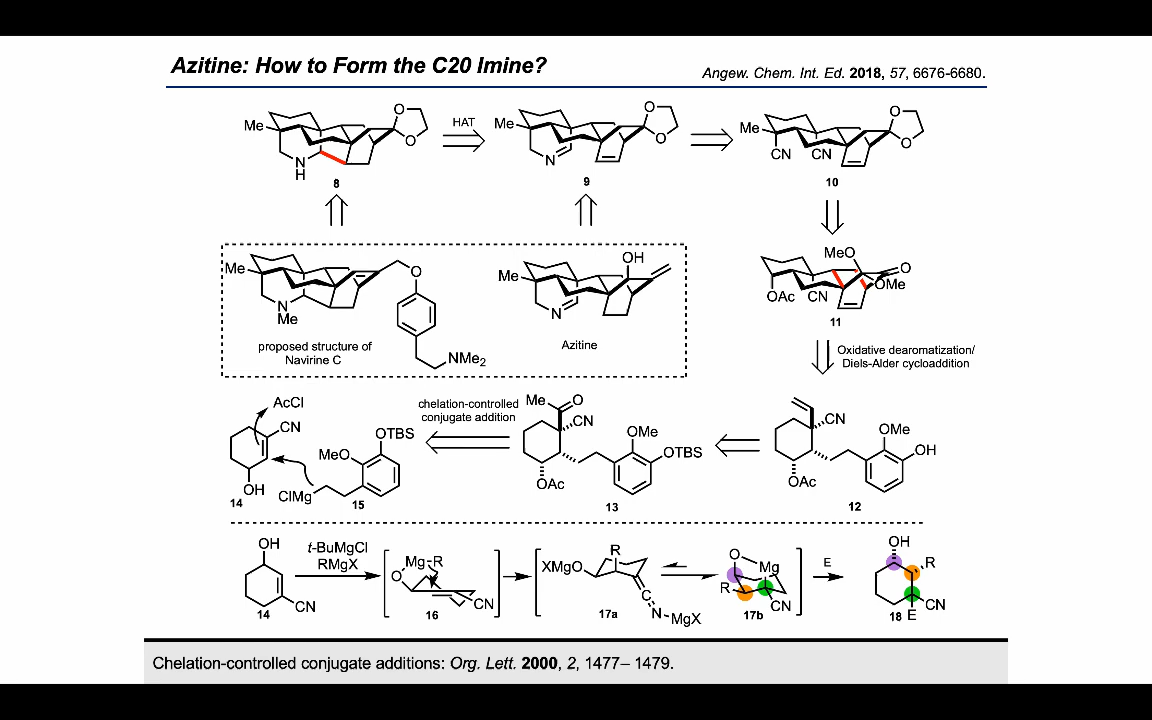 Azitine: How to Form the C20 Imine?
Angew. Chem. Int. Ed. 2018, 57, 6676-6680.
Me
N
H
O
O
8
HAT
Me
N
O
O
9
Me
CN
CN
O
O
10
Me
N
Me
O
NMe2
proposed structure of
Navirine C
Me
N
OH
Azitine
MeO
O
OMe
OAc
CN
11
Oxidative dearomatization/
Diels-Alder cycloaddition
AcCl
CN
OH
14
OTBS
MeO
ClMg
15
chelation-controlled
conjugate addition
Me
O
CN
OMe
OTBS
OAc
13
CN
OMe
OH
OAc
12
OH
CN
14
t-BuMgCl
RMgX
Mg-R
O
CN
16
R
XMgO
C
N
MgX
17a
O
Mg
R
CN
17b
E
OH
R
CN
E
18
Chelation-controlled conjugate additions: Org. Lett. 2000, 2, 1477– 1479.